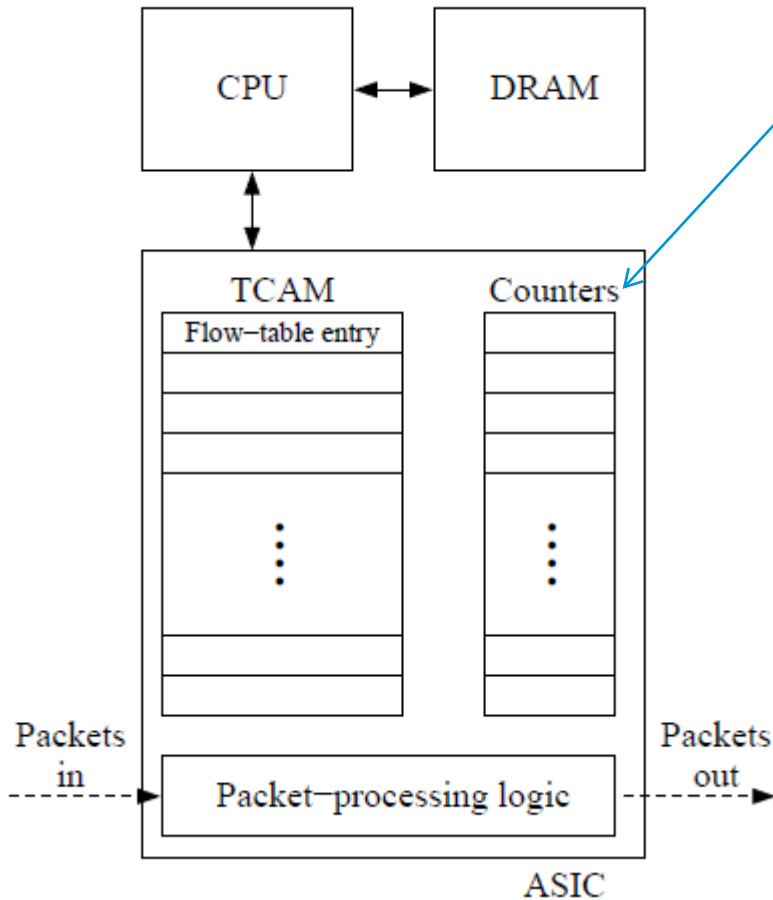 CPU
DRAM
TCAM
Counters
Flow−table entry
Packets
in
Packets
out
Packet−processing logic
ASIC